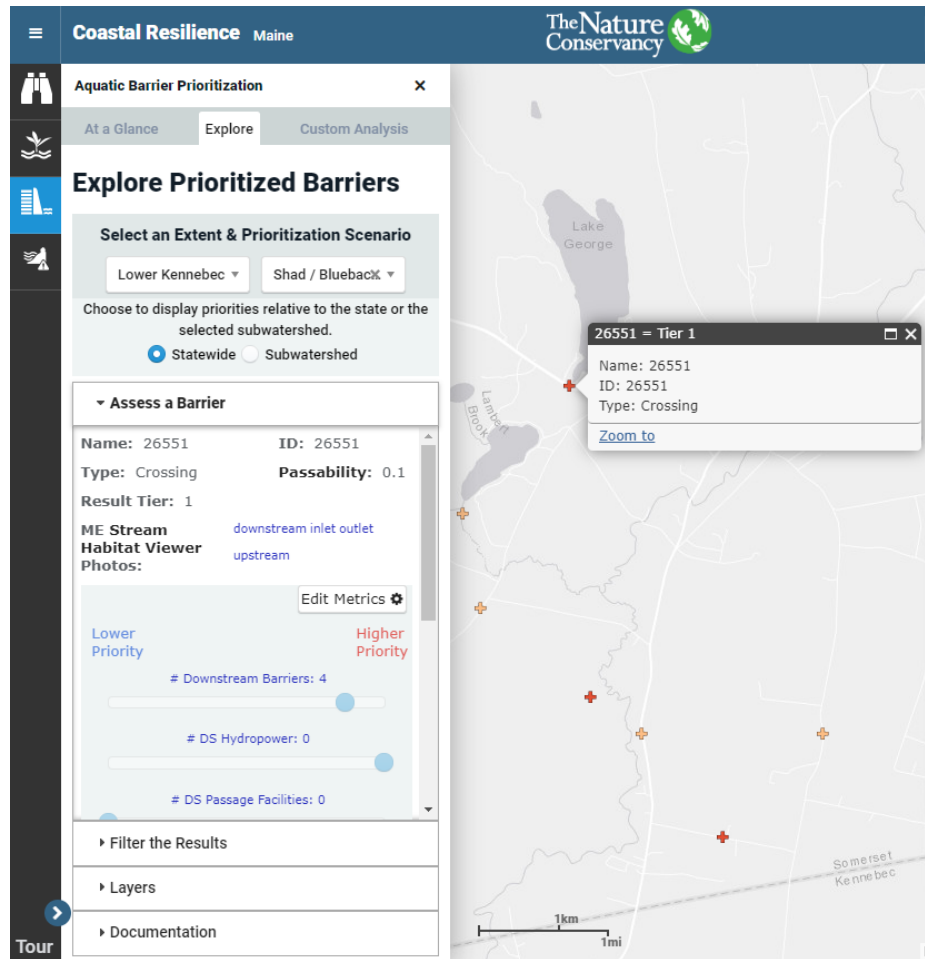 Coastal Resilience Maine
The Nature
Conservancy
Aquatic Barrier Prioritization
At a Glance Explore Custom Analysis
Explore Prioritized Barriers
Select an Extent & Prioritization Scenario
Lower Kennebec Shad / Blueback
Choose to display priorities relative to the state or the
selected subwatershed.
Statewide Subwatershed
Assess a Barrier
Name: 26551 ID: 26551
Type: Crossing Passability: 0.1
Result Tier: 1
ME Stream
Habitat Viewer
Photos:
downstream inlet outlet
upstream
Edit Metrics
Lower
Priority
Higher
Priority
# Downstream Barriers: 4
# DS Hydropower: 0
# DS Passage Facilities: 0
Filter the Results
Layers
Documentation
Tour
Lake
George
26551 = Tier 1
Name: 26551
ID: 26551
Type: Crossing
Zoom to
Lambert
Brook
Somerset
Kennebec
1km
1mi